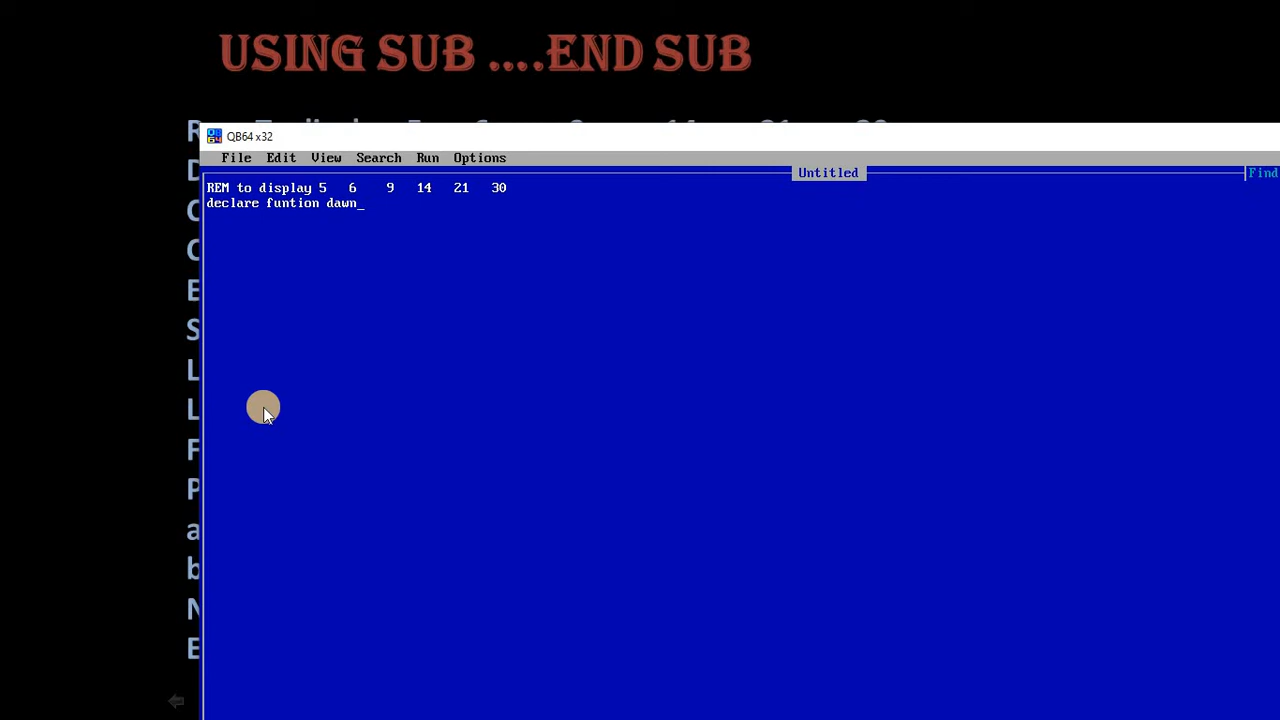 USING SUB ....END SUB
QB64 x32
File Edit View Search Run Options
Untitled
Find
REM to display 5 6 9 14 21 30
declare funtion dawn_
D
C
C
E
S
L
L
F
P
a
b
N
E